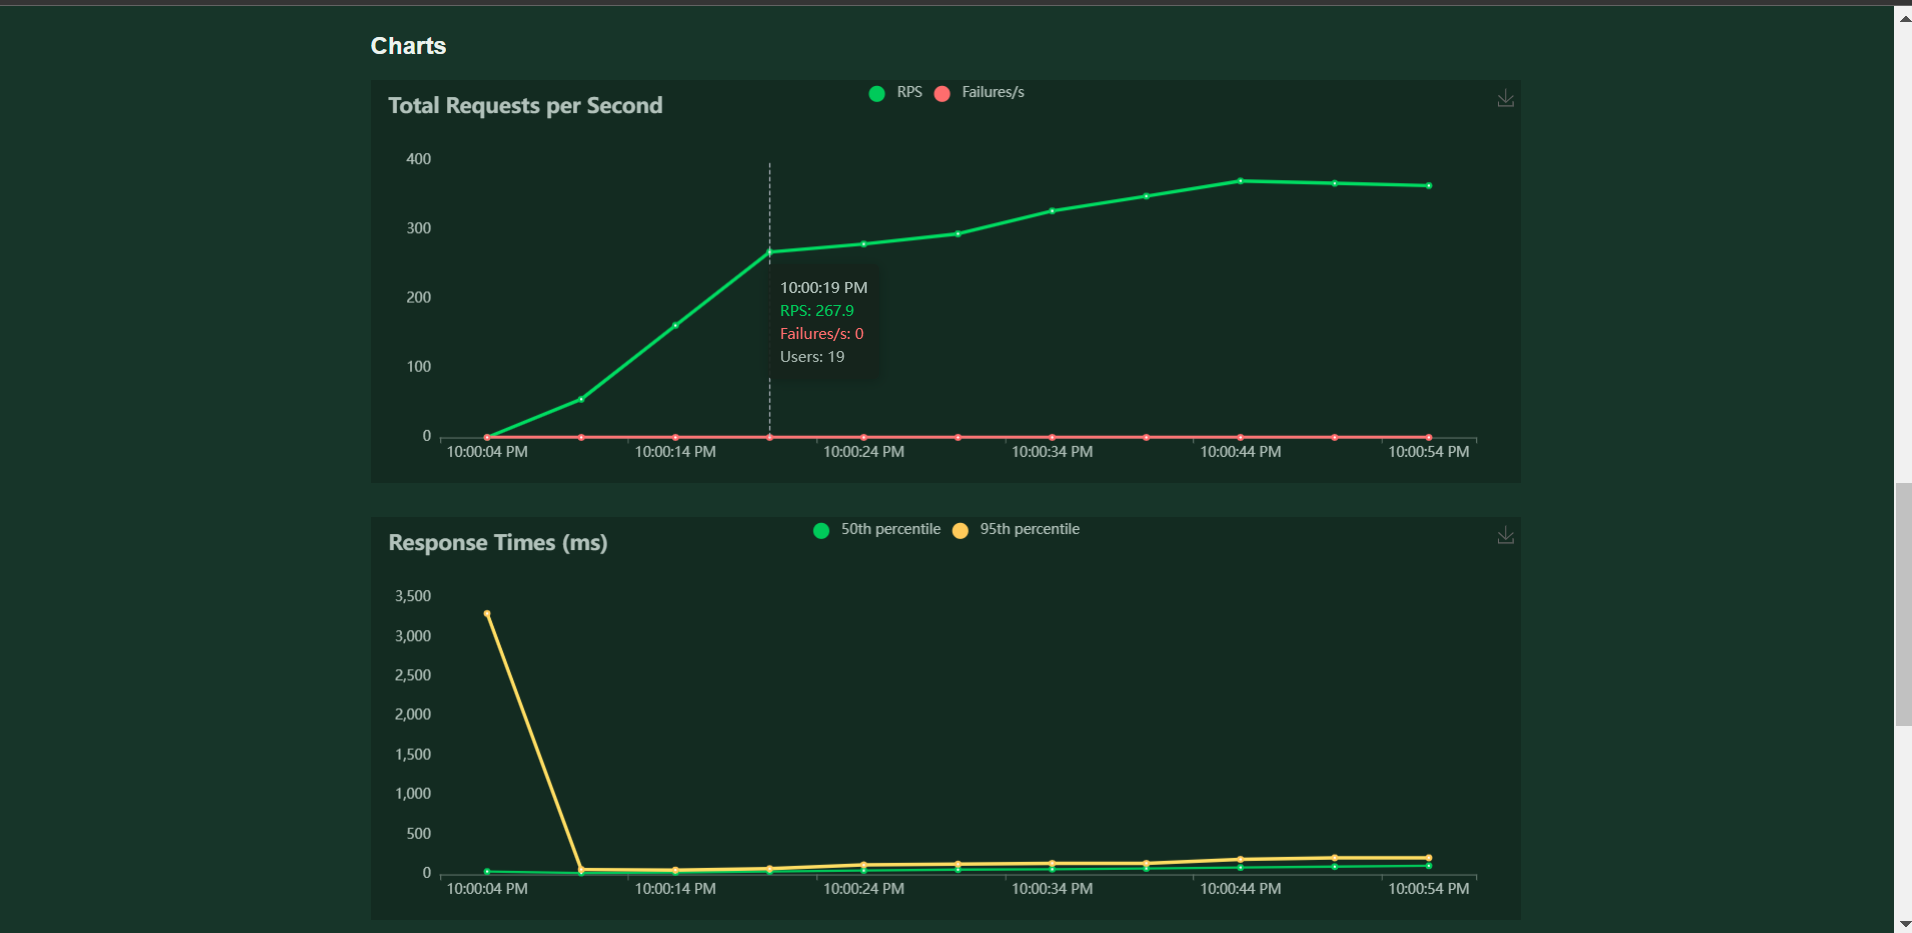 Charts
Total Requests per Second
RPS
Failures/s
400
300
200
100
0
10:00:19 PM
RPS: 267.9
Failures/s: 0
Users: 19
10:00:04 PM
10:00:14 PM
10:00:24 PM
10:00:34 PM
10:00:44 PM
10:00:54 PM
Response Times (ms)
50th percentile
95th percentile
3,500
3,000
2,500
2,000
1,500
1,000
500
0
10:00:04 PM
10:00:14 PM
10:00:24 PM
10:00:34 PM
10:00:44 PM
10:00:54 PM